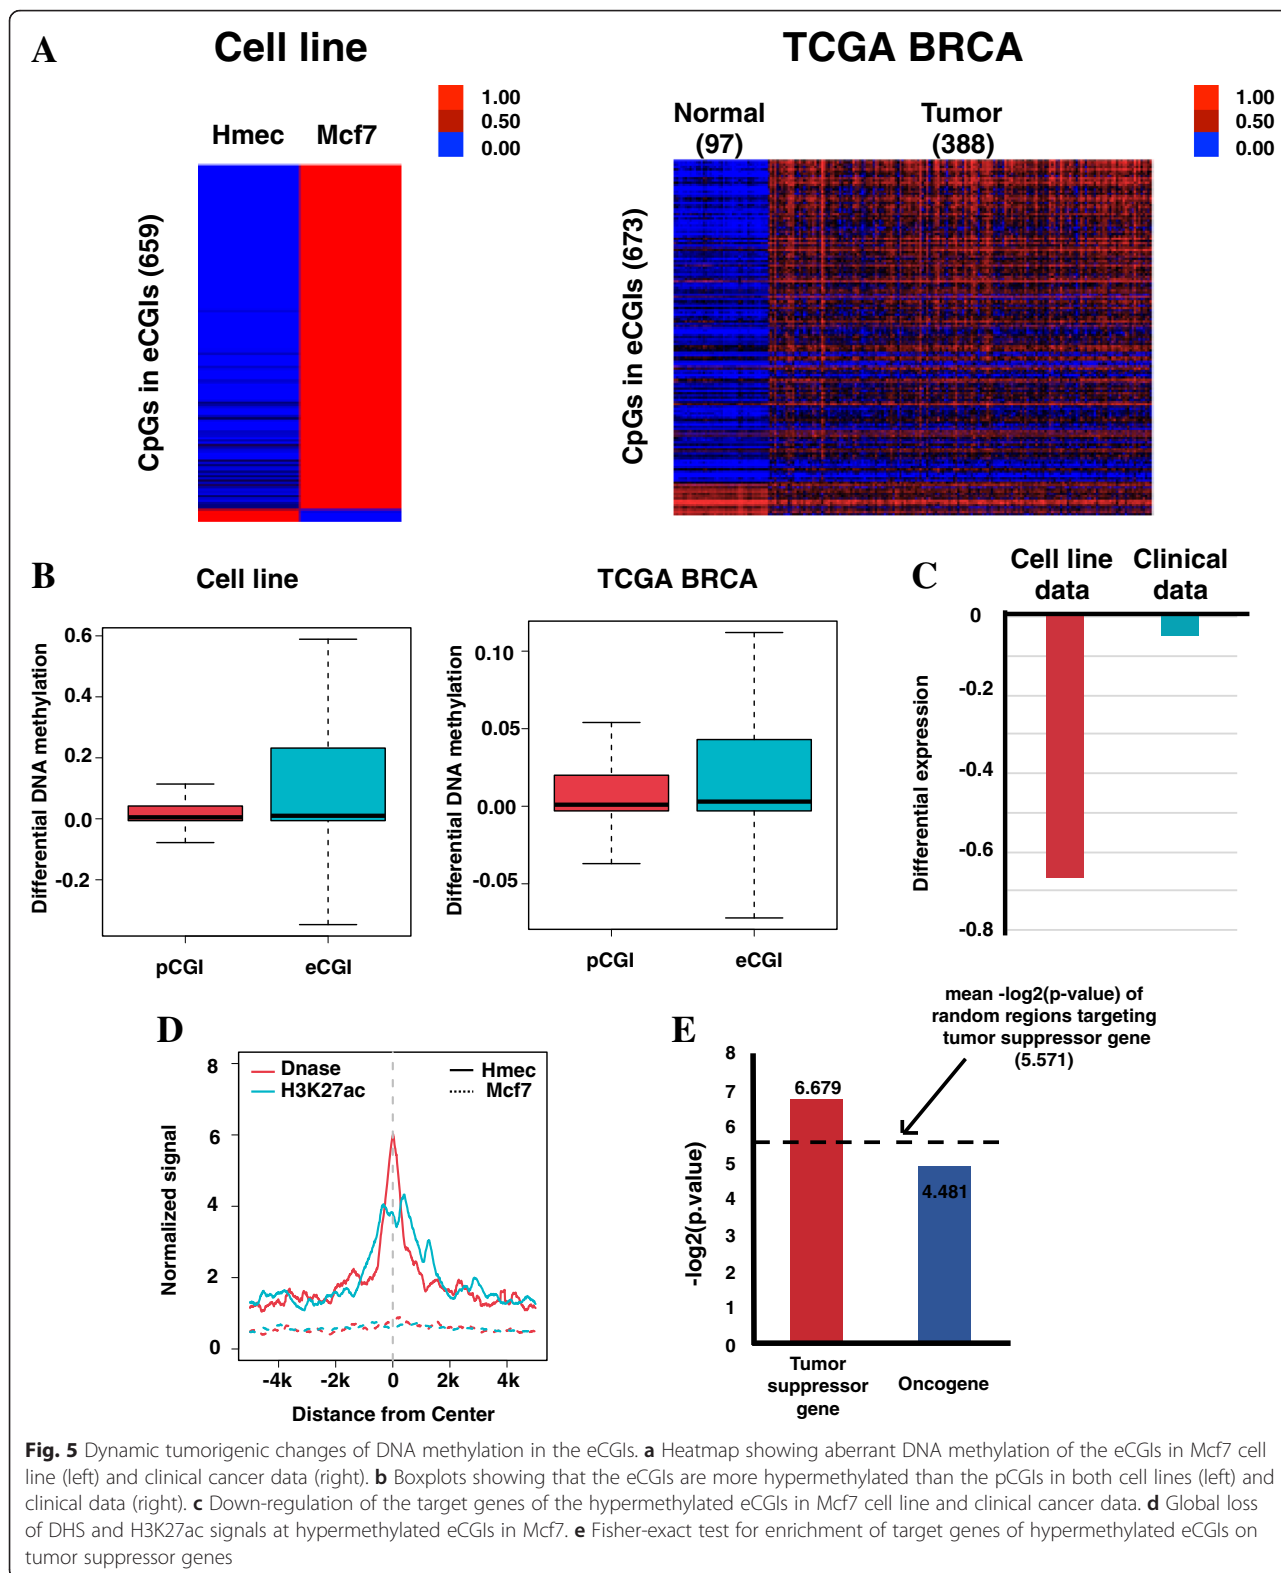 A
Cell line
TCGA BRCA
1.00
0.50
0.00
Hmec
Mcf7
CpGs in eCGIs (659)
1.00
0.50
0.00
Normal
(97)
Tumor
(388)
CpGs in eCGIs (673)
B
Cell line
Differential DNA methylation
0.6
0.4
0.2
0.0
-0.2
pCGI
eCGI
TCGA BRCA
Differential DNA methylation
0.10
0.05
0.00
-0.05
pCGI
eCGI
C
Cell line
data
Clinical
data
Differential expression
0
-0.2
-0.4
-0.6
-0.8
D
Normalized signal
8
6
4
2
0
Dnase
H3K27ac
Hmec
Mcf7
-4k
-2k
0
2k
4k
Distance from Center
E
mean -log2(p-value) of
random regions targeting
tumor suppressor gene
(5.571)
-log2(p.value)
8
7
6
5
4
3
2
1
0
6.679
4.481
Tumor
suppressor
gene
Oncogene
Fig. 5 Dynamic tumorigenic changes of DNA methylation in the eCGIs. a Heatmap showing aberrant DNA methylation of the eCGIs in Mcf7 cell
line (left) and clinical cancer data (right). b Boxplots showing that the eCGIs are more hypermethylated than the pCGIs in both cell lines (left) and
clinical data (right). c Down-regulation of the target genes of the hypermethylated eCGIs in Mcf7 cell line and clinical cancer data. d Global loss
of DHS and H3K27ac signals at hypermethylated eCGIs in Mcf7. e Fisher-exact test for enrichment of target genes of hypermethylated eCGIs on
tumor suppressor genes